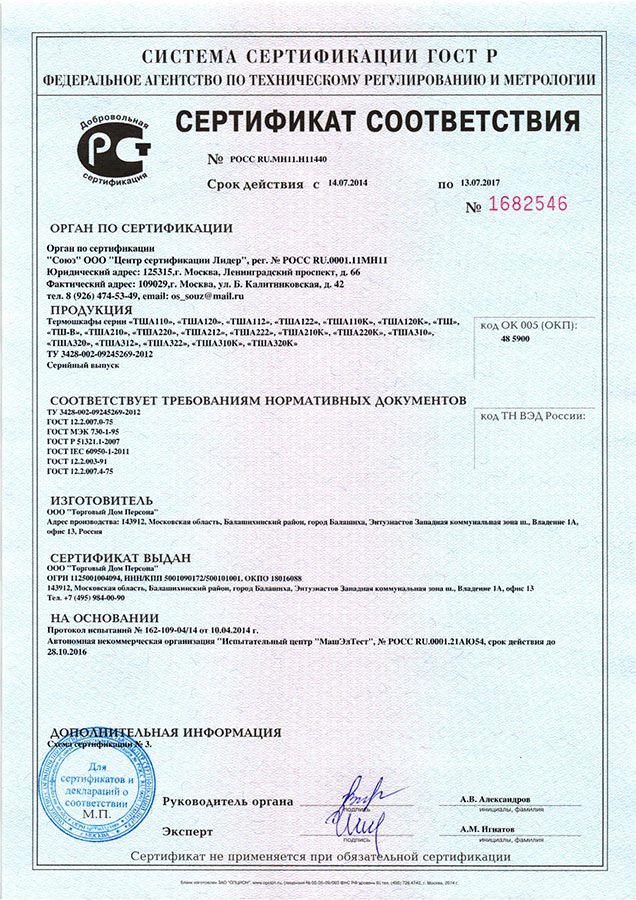 СИСТЕМА СЕРТИФИКАЦИИ ГОСТ Р
ФЕДЕРАЛЬНОЕ АГЕНТСТВО ПО ТЕХНИЧЕСКОМУ РЕГУЛИРОВАНИЮ И МЕТРОЛОГИИ
Добровольная
сертификация
СЕРТИФИКАТ СООТВЕТСТВИЯ
№ РОСС RU.МН11.Н11440
Срок действия с 14.07.2014 по 13.07.2017
№ 1682546
ОРГАН ПО СЕРТИФИКАЦИИ
Орган по сертификации
"Союз" ООО "Центр сертификации Лидер", рег. № РОСС RU.0001.11МН11
Юридический адрес: 125315,г. Москва, Ленинградский проспект, д. 66
Фактический адрес: 109029,г. Москва, ул. Б. Калитниковская, д. 42
тел. 8 (926) 474-53-49, email: os_souz@mail.ru
ПРОДУКЦИЯ
Термошкафы серии «ТША110», «ТША120», «ТША112», «ТША122», «ТША110К», «ТША120К», «ТШ»,
«ТШ-В», «ТША210», «ТША220», «ТША212», «ТША222», «ТША210К», «ТША220К», «ТША310»,
«ТША320», «ТША312», «ТША322», «ТША310К», «ТША320К»
ТУ 3428-002-09245269-2012
Серийный выпуск
код ОК 005 (ОКП):
48 5900
СООТВЕТСТВУЕТ ТРЕБОВАНИЯМ НОРМАТИВНЫХ ДОКУМЕНТОВ
ТУ 3428-002-09245269-2012
ГОСТ 12.2.007.0-75
ГОСТ МЭК 730-1-95
ГОСТ Р 51321.1-2007
ГОСТ IEC 60950-1-2011
ГОСТ 12.2.003-91
ГОСТ 12.2.007.4-75
код ТН ВЭД России:
ИЗГОТОВИТЕЛЬ
ООО "Торговый Дом Персона"
Адрес производства: 143912, Московская область, Балашихинский район, город Балашиха, Энтузиастов Западная коммунальная зона ш., Владение 1А,
офис 13, Россия
СЕРТИФИКАТ ВЫДАН
ООО "Торговый Дом Персона"
ОГРН 1125001004094, ИНН/КПП 5001090172/500101001, ОКПО 18016088
143912, Московская область, Балашихинский район, город Балашиха, Энтузиастов Западная коммунальная зона ш., Владение 1А, офис 13
Тел. +7 (495) 984-00-90
НА ОСНОВАНИИ
Протокол испытаний № 162-109-04/14 от 10.04.2014 г.
Автономная некоммерческая организация "Испытательный центр "МашЭлТест", № РОСС RU.0001.21АЮ54, срок действия до
28.10.2016
ДОПОЛНИТЕЛЬНАЯ ИНФОРМАЦИЯ
Схема сертификации № 3.
Для
сертификатов и
деклараций о
соответствии
М.П.
Руководитель органа
подпись
А.В. Александров
инициалы, фамилия
Эксперт
подпись
А.М. Игнатов
инициалы, фамилия
Сертификат не применяется при обязательной сертификации